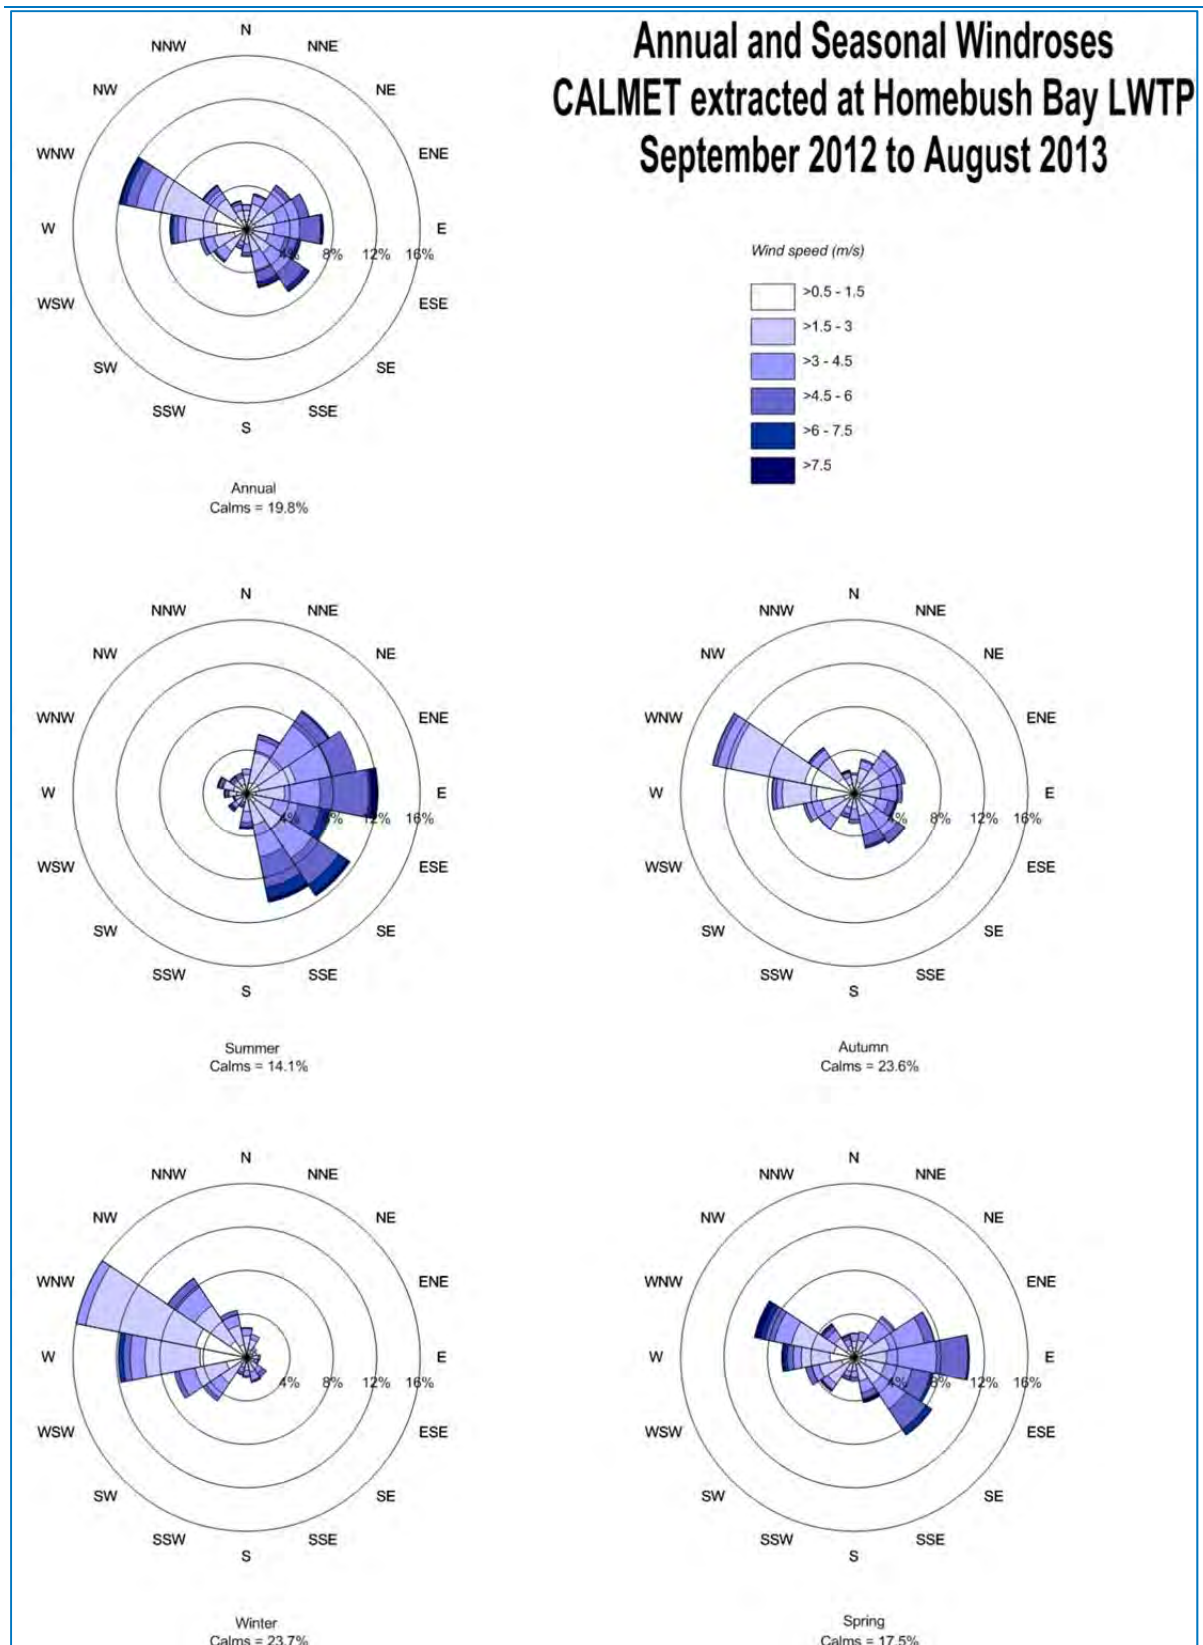 Annual and Seasonal Windroses
CALMET extracted at Homebush Bay LWTP
September 2012 to August 2013
N
NNW NNE
NW NE
WNW ENE
W E
4% 8% 12% 16%
WSW ESE
SW SE
SSW SSE
S
Annual
Calms = 19.8%
Wind speed (m/s)
>0.5 - 1.5
>1.5 - 3
>3 - 4.5
>4.5 - 6
>6 - 7.5
>7.5
N
NNW NNE
NW NE
WNW ENE
W E
4% 8% 12% 16%
WSW ESE
SW SE
SSW SSE
S
Summer
Calms = 14.1%
N
NNW NNE
NW NE
WNW ENE
W E
4% 8% 12% 16%
WSW ESE
SW SE
SSW SSE
S
Autumn
Calms = 23.6%
N
NNW NNE
NW NE
WNW ENE
W E
4% 8% 12% 16%
WSW ESE
SW SE
SSW SSE
S
Winter
Calms = 23.7%
N
NNW NNE
NW NE
WNW ENE
W E
4% 8% 12% 16%
WSW ESE
SW SE
SSW SSE
S
Spring
Calms = 17.5%